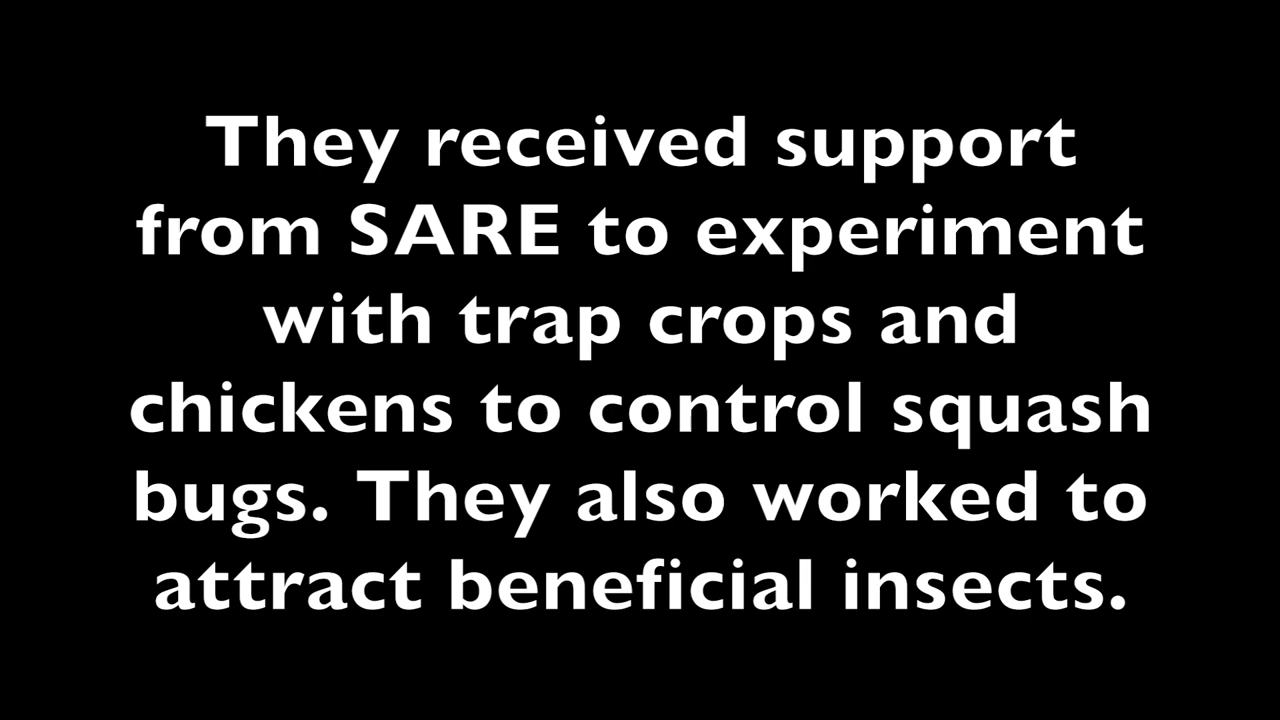 They received support
from SARE to experiment
with trap crops and
chickens to control squash
bugs. They also worked to
attract beneficial insects.